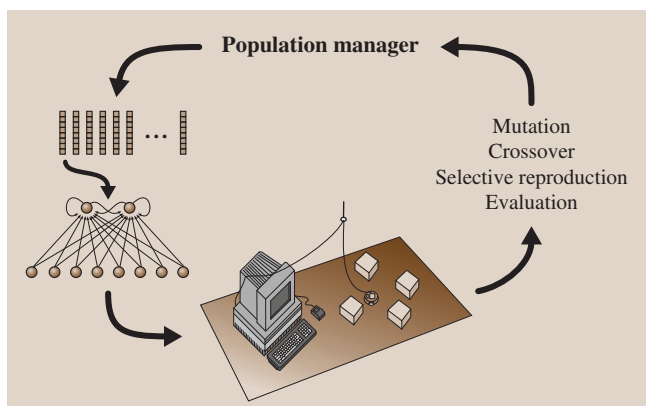 Population manager
Mutation
Crossover
Selective reproduction
Evaluation